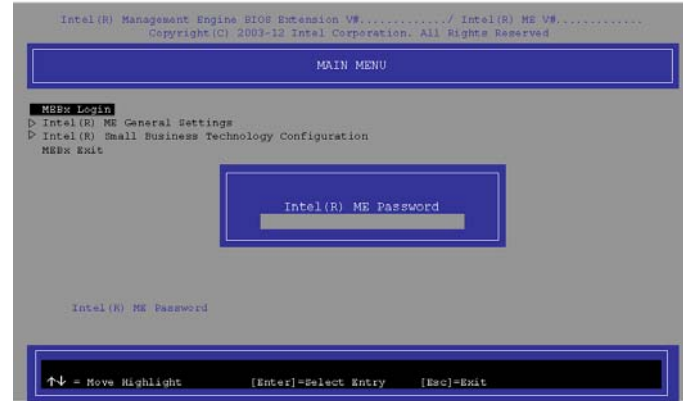 Intel(R) Management Engine BIOS Extension V#............./ Intel(R) ME V#.............
Copyright(C) 2003-12 Intel Corporation. All Rights Reserved
MAIN MENU
MEBx Login
▷ Intel(R) ME General Settings
▷ Intel(R) Small Business Technology Configuration
MEBx Exit
Intel(R) ME Password
Intel(R) ME Password
↑↓ = Move Highlight [Enter]=Select Entry [Esc]=Exit